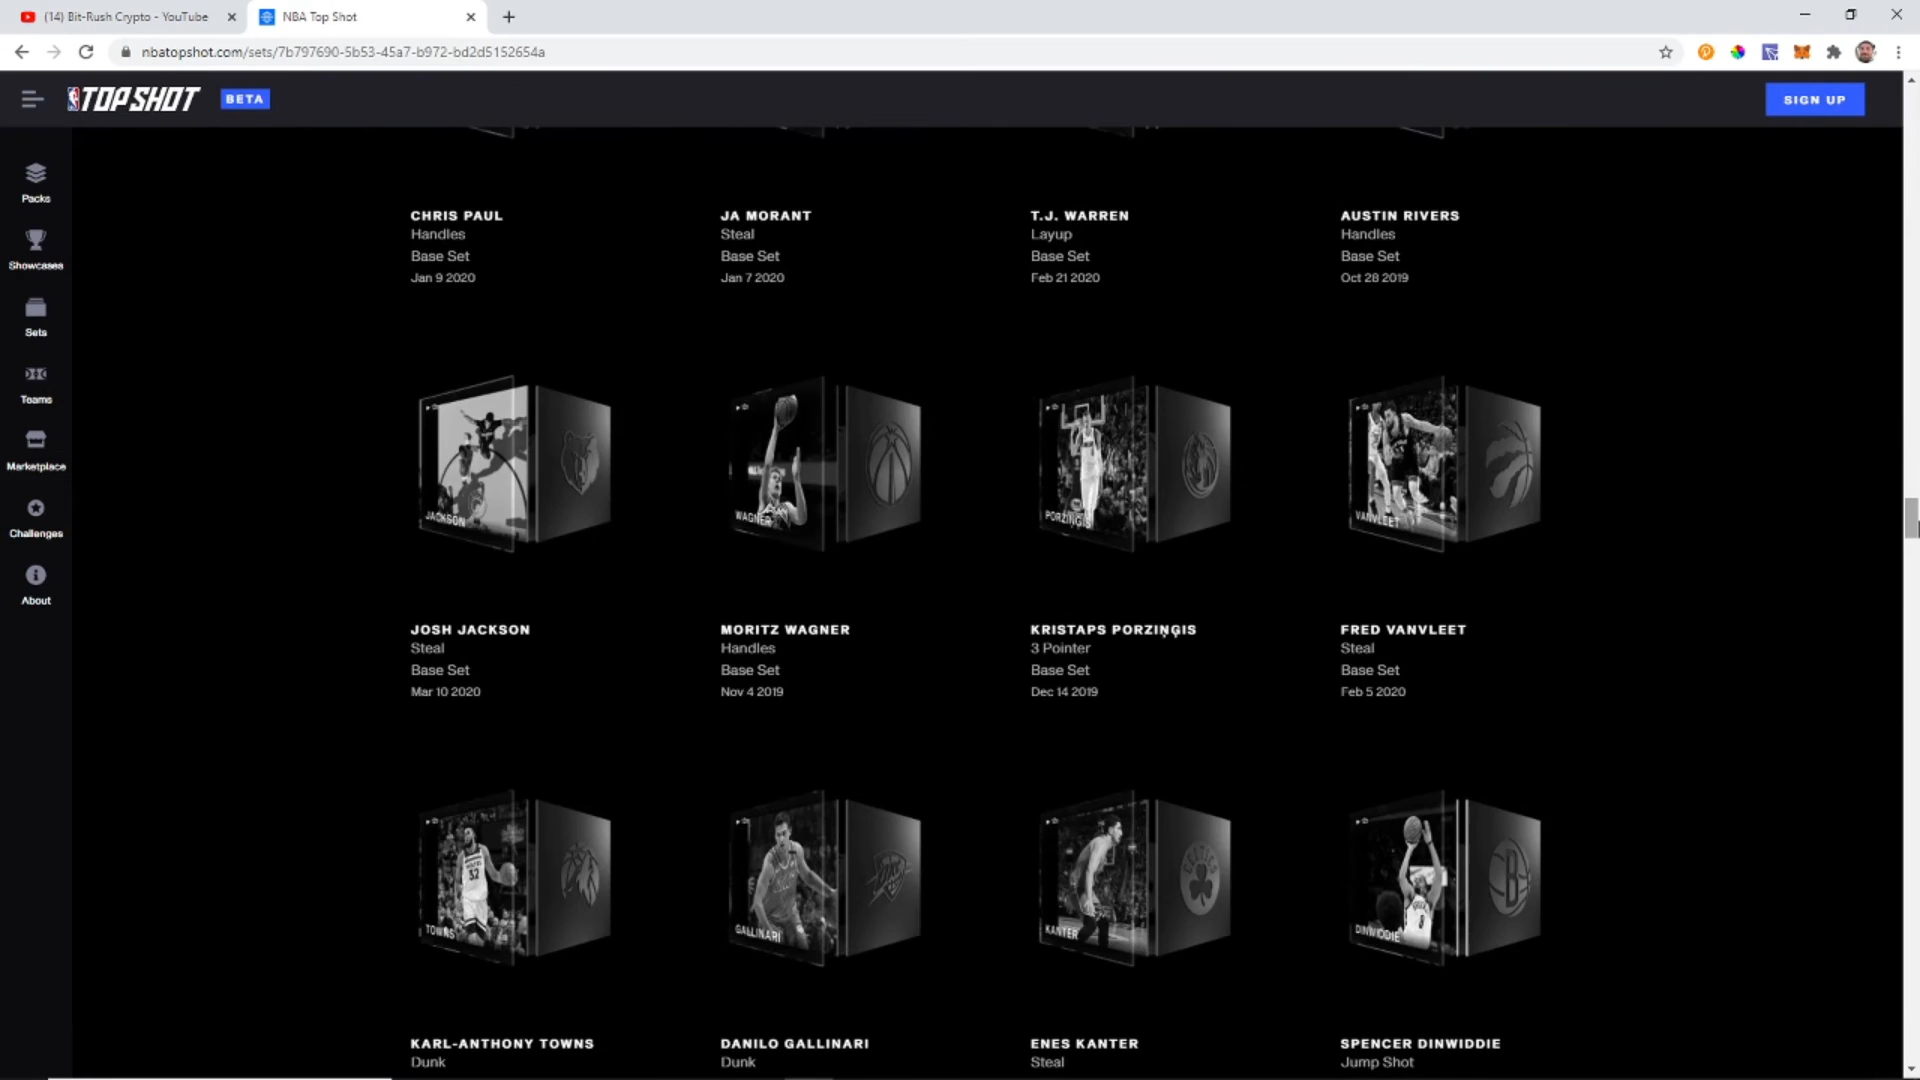 (14) Bit-Rush Crypto - YouTube
NBA Top Shot
nbatopshot.com/sets/7b797690-5b53-45a7-b972-bd2d5152654a
TOP SHOT
BETA
SIGN UP
Packs
Showcases
Sets
Teams
Marketplace
Challenges
About
CHRIS PAUL
Handles
Base Set
Jan 9 2020
JA MORANT
Steal
Base Set
Jan 7 2020
T.J. WARREN
Layup
Base Set
Feb 21 2020
AUSTIN RIVERS
Handles
Base Set
Oct 28 2019
JACKSON
JOSH JACKSON
Steal
Base Set
Mar 10 2020
WAGNER
MORITZ WAGNER
Handles
Base Set
Nov 4 2019
PORZIŅĢIS
KRISTAPS PORZIŅĢIS
3 Pointer
Base Set
Dec 14 2019
VANVLEET
FRED VANVLEET
Steal
Base Set
Feb 5 2020
TOWNS
32
KARL-ANTHONY TOWNS
Dunk
GALLINARI
DANILO GALLINARI
Dunk
KANTER
CELTICS
ENES KANTER
Steal
DINWIDDIE
B
SPENCER DINWIDDIE
Jump Shot